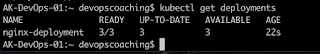 AK-DevOps-01:~ devopscoaching$ kubectl get deployments
NAME READY UP-TO-DATE AVAILABLE AGE
nginx-deployment 3/3 3 3 22s
AK-DevOps-01:~ devopscoaching$